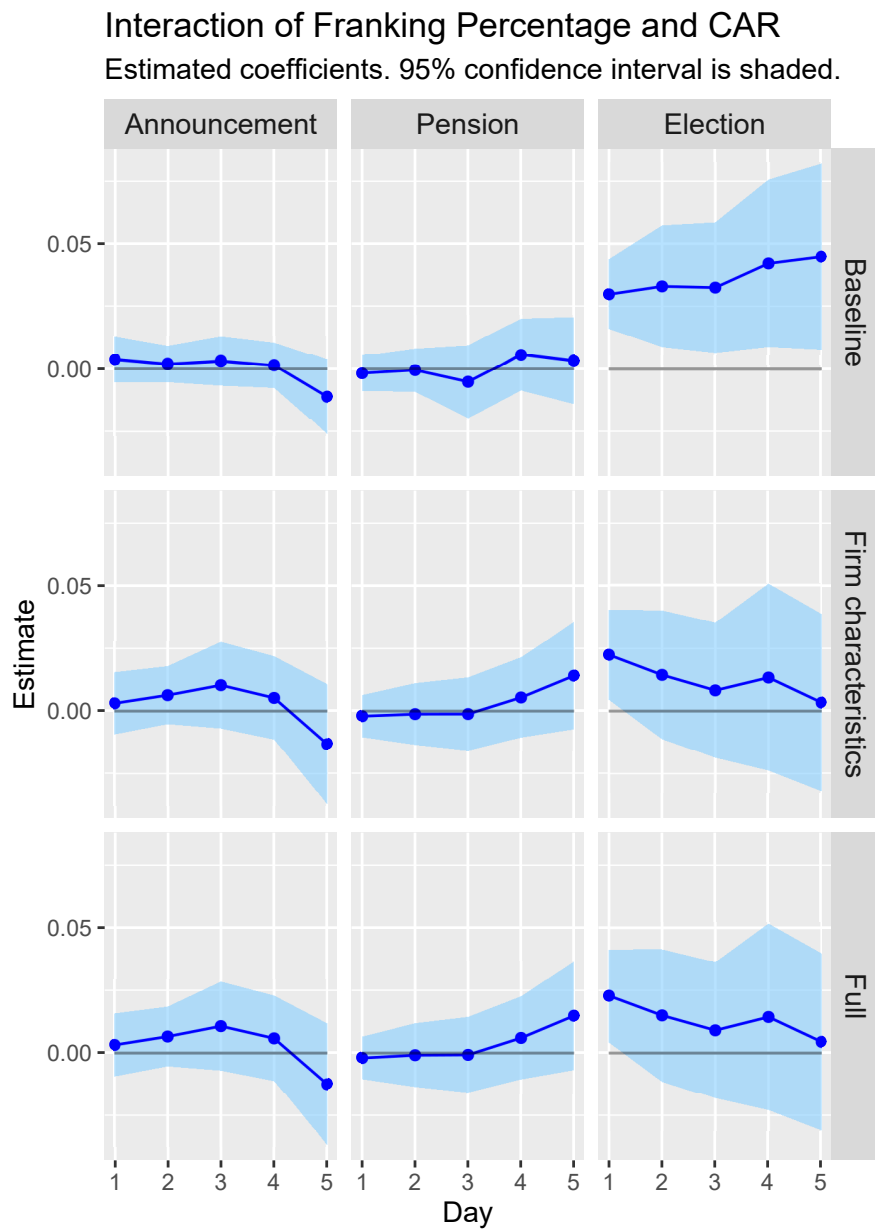 Interaction of Franking Percentage and CAR
Estimated coefficients. 95% confidence interval is shaded.
Announcement Pension Election
0.05
0.00
Baseline
Estimate
0.05
0.00
Firm characteristics
0.05
0.00
Full
1 2 3 4 5 1 2 3 4 5 1 2 3 4 5
Day